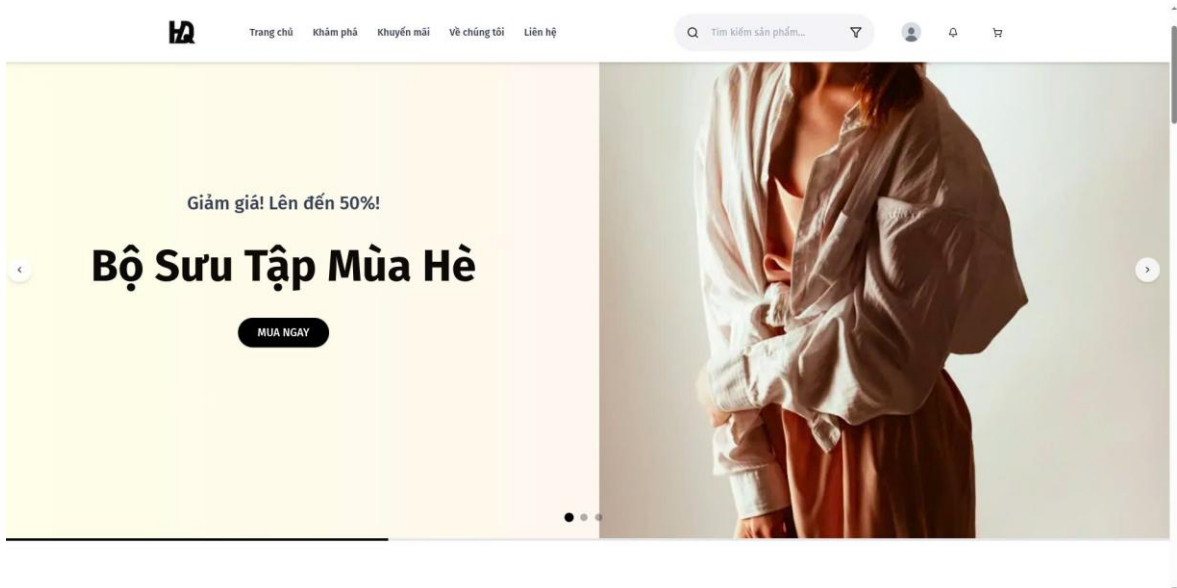 HQ
Trang chủ Khám phá Khuyến mãi Về chúng tôi Liên hệ
Tìm kiếm sản phẩm...
Giảm giá! Lên đến 50%!
Bộ Sưu Tập Mùa Hè
MUA NGAY